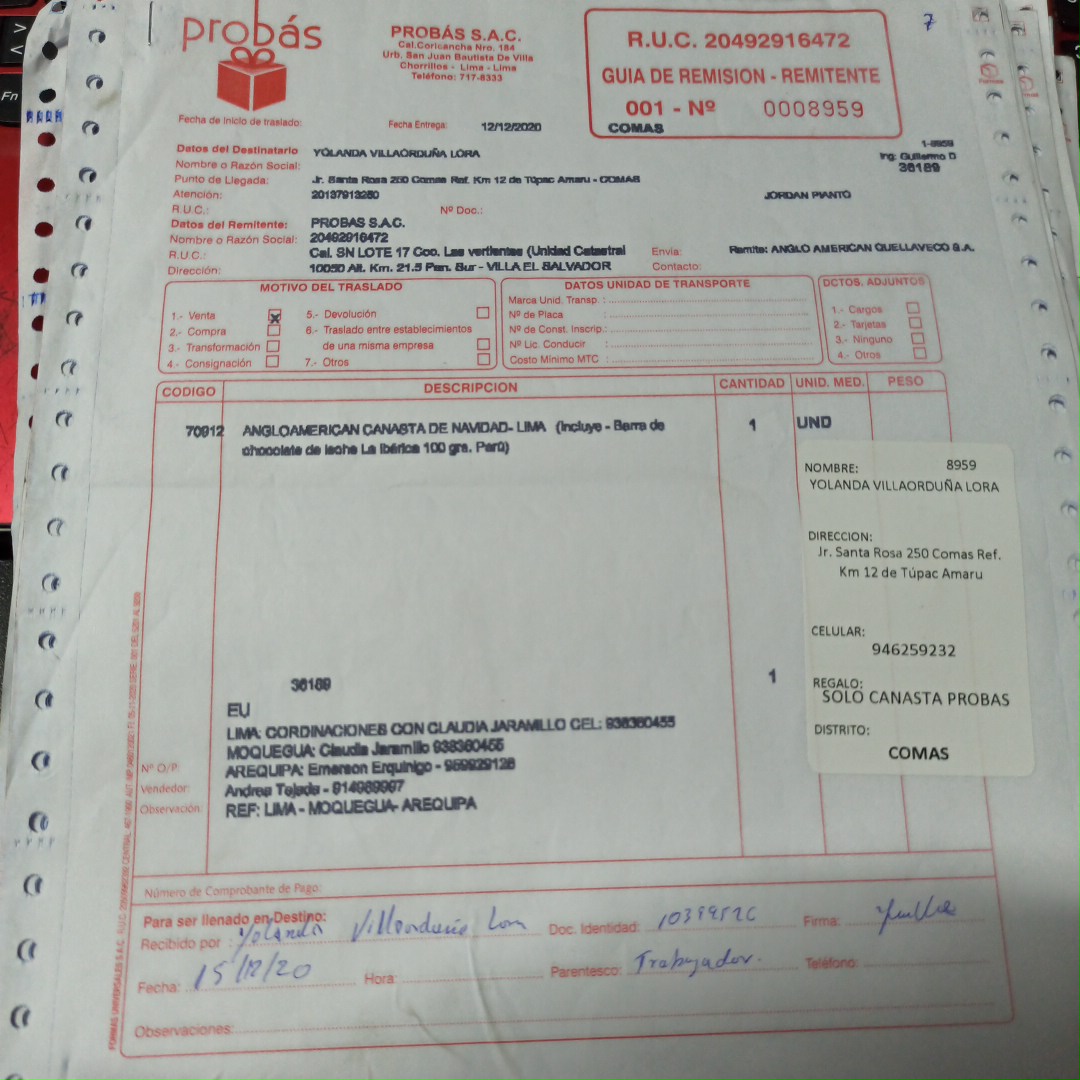 probás
PROBÁS S.A.C.
Cal.Coricancha Nro. 184
Urb. San Juan Bautista De Villa
Chorrillos - Lima - Lima
Teléfono: 717-8333
R.U.C. 20492916472
GUIA DE REMISION - REMITENTE
001 - Nº 0008959
COMAS
7
Fn
Fecha de Inicio de traslado:
Fecha Entrega: 12/12/2020
1-8959
Ing: Guillermo D
36189
Datos del Destinatario
Nombre o Razón Social: YOLANDA VILLAORDUÑA LORA
Punto de Llegada: Jr. Santa Rosa 250 Comas Ref. Km 12 de Túpac Amaru - COMAS
Atención: 20137913250 JORDAN PIANTO
R.U.C.: Nº Doc.:
Datos del Remitente: PROBAS S.A.C.
Nombre o Razón Social: 20492916472
R.U.C.: Cal. SN LOTE 17 Coo. Las vertientes (Unidad Catastral Envia: Remite: ANGLO AMERICAN QUELLAVECO S.A.
Dirección: 10050 Alt. Km. 21.5 Pan. Sur - VILLA EL SALVADOR Contacto:
MOTIVO DEL TRASLADO
1.- Venta X
2.- Compra
3.- Transformación
4.- Consignación
5.- Devolución
6.- Traslado entre establecimientos
de una misma empresa
7.- Otros
DATOS UNIDAD DE TRANSPORTE
Marca Unid. Transp. :
Nº de Placa :
Nº de Const. Inscrip.:
Nº Lic. Conducir :
Costo Mínimo MTC :
DCTOS. ADJUNTOS
1.- Cargos
2.- Tarjetas
3.- Ninguno
4.- Otros
CODIGO DESCRIPCION CANTIDAD UNID. MED. PESO
70912 ANGLOAMERICAN CANASTA DE NAVIDAD- LIMA (Incluye - Barra de 1 UND
chocolate de leche La Ibérica 100 grs. Perú)
NOMBRE: 8959
YOLANDA VILLAORDUÑA LORA
DIRECCION:
Jr. Santa Rosa 250 Comas Ref.
Km 12 de Túpac Amaru
CELULAR:
946259232
REGALO:
SOLO CANASTA PROBAS
DISTRITO:
COMAS
36189 1
EU
LIMA: CORDINACIONES CON CLAUDIA JARAMILLO CEL: 938360455
MOQUEGUA: Claudia Jaramillo 938360455
Nº O/P: AREQUIPA: Emerson Erquinigo - 959929126
Vendedor: Andrea Tejada - 914989997
Observación: REF: LIMA - MOQUEGUA- AREQUIPA
Número de Comprobante de Pago:
Para ser llenado en Destino:
Recibido por : Yolanda Villaorduña Lora Doc. Identidad: Firma:
Fecha: 15/12/20 Hora: Parentesco: Trabajador. Teléfono:
Observaciones: